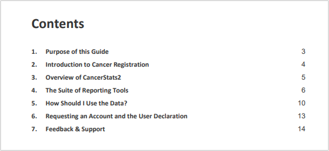 Contents
1. Purpose of this Guide 3
2. Introduction to Cancer Registration 4
3. Overview of CancerStats2 5
4. The Suite of Reporting Tools 6
5. How Should I Use the Data? 10
6. Requesting an Account and the User Declaration 13
7. Feedback & Support 14